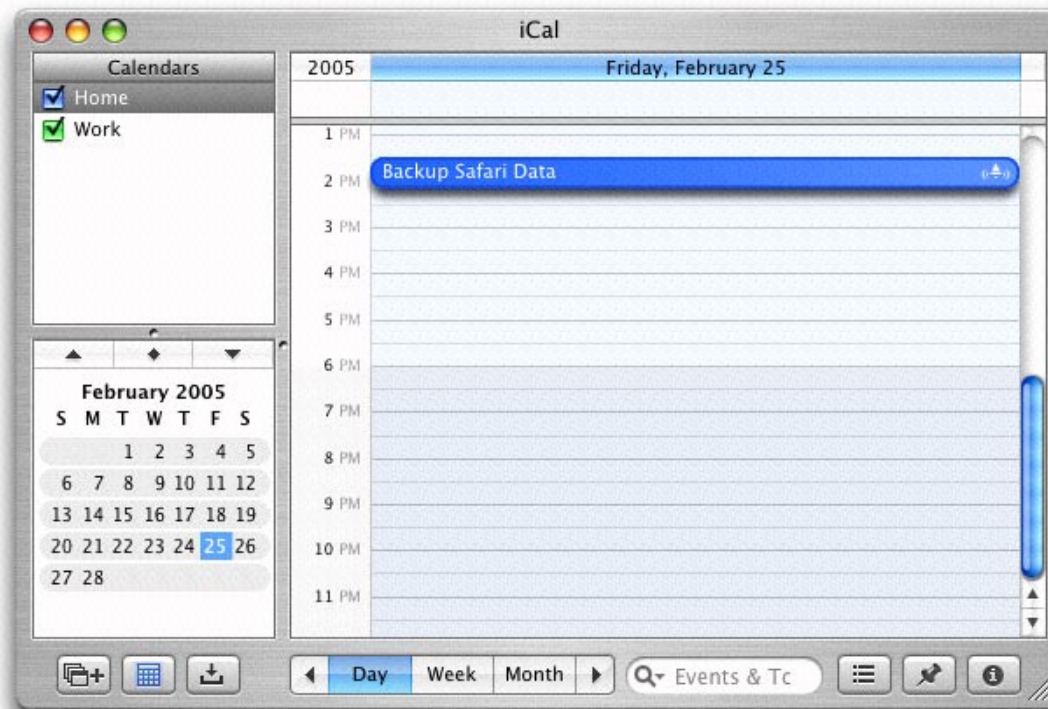 iCal
Calendars
Home
Work
2005 Friday, February 25
1 PM
Backup Safari Data
2 PM
3 PM
4 PM
5 PM
6 PM
7 PM
8 PM
9 PM
10 PM
11 PM
February 2005
S M T W T F S
1 2 3 4 5
6 7 8 9 10 11 12
13 14 15 16 17 18 19
20 21 22 23 24 25 26
27 28
Day Week Month
Events & Tc